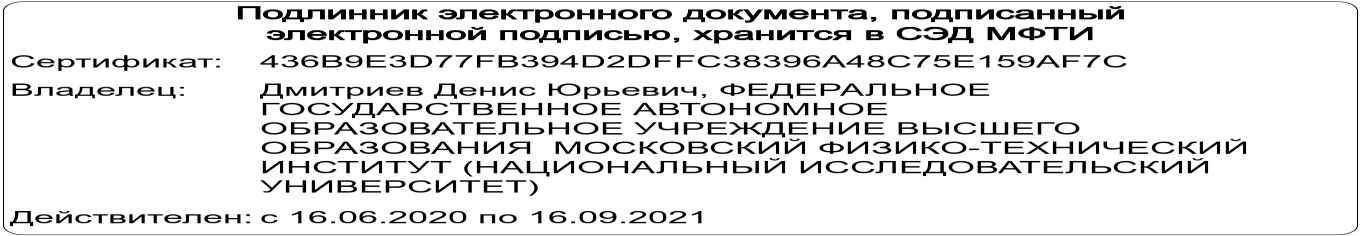 Подлинник электронного документа, подписанный
электронной подписью, хранится в СЭД МФТИ
Сертификат: 436B9E3D77FB394D2DFFC38396A48C75E159AF7C
Владелец: Дмитриев Денис Юрьевич, ФЕДЕРАЛЬНОЕ
ГОСУДАРСТВЕННОЕ АВТОНОМНОЕ
ОБРАЗОВАТЕЛЬНОЕ УЧРЕЖДЕНИЕ ВЫСШЕГО
ОБРАЗОВАНИЯ МОСКОВСКИЙ ФИЗИКО-ТЕХНИЧЕСКИЙ
ИНСТИТУТ (НАЦИОНАЛЬНЫЙ ИССЛЕДОВАТЕЛЬСКИЙ
УНИВЕРСИТЕТ)
Действителен: с 16.06.2020 по 16.09.2021